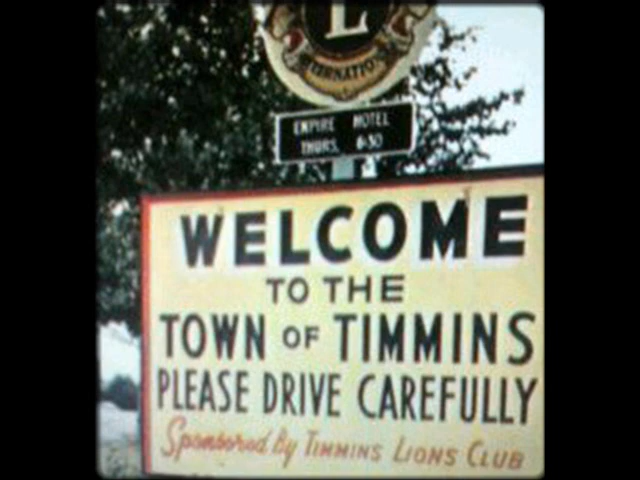 L
INTERNATIONAL
EMPIRE HOTEL
THURS. 6:30
WELCOME
TO THE
TOWN OF TIMMINS
PLEASE DRIVE CAREFULLY
Sponsored By TIMMINS LIONS CLUB